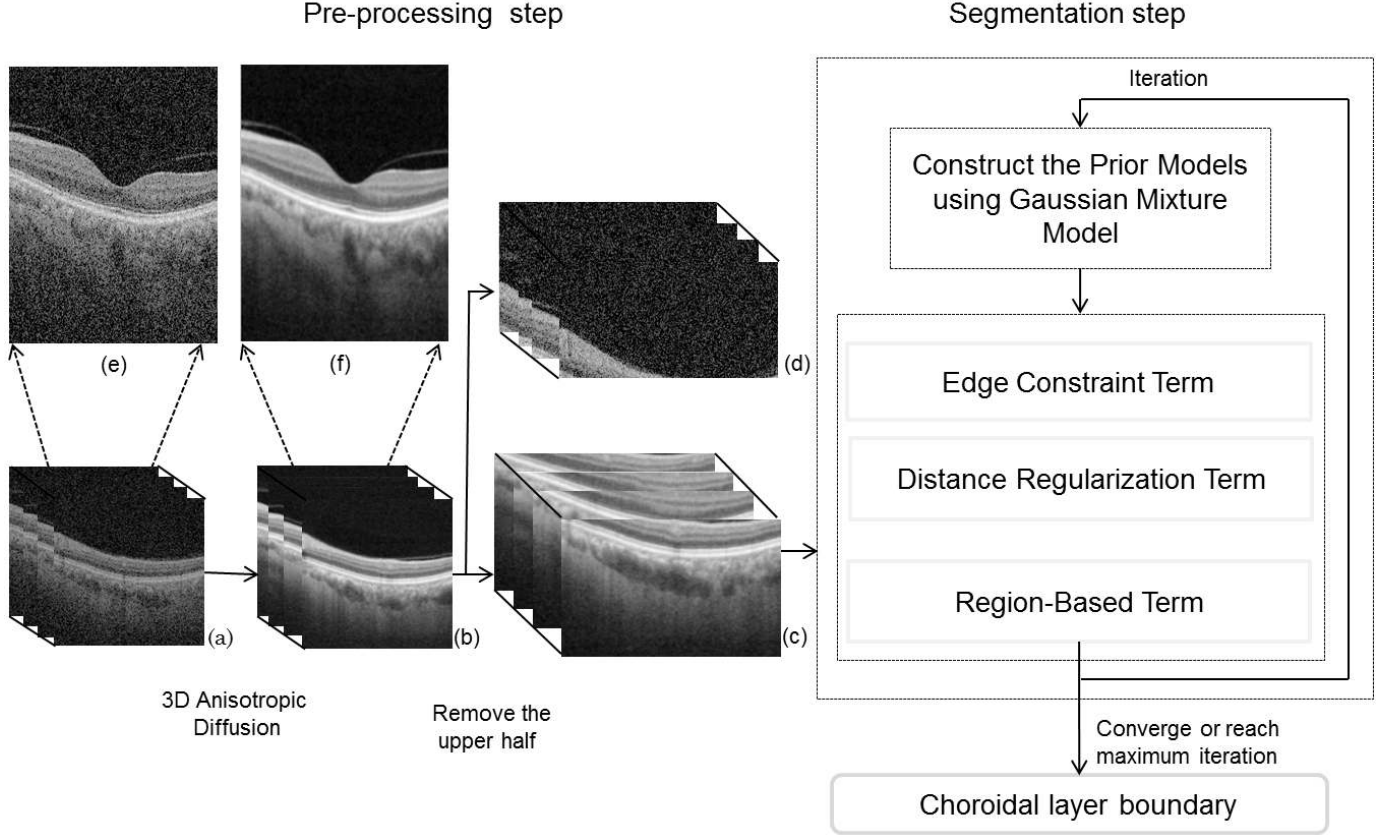 Pre-processing step
Segmentation step
Iteration
Construct the Prior Models
using Gaussian Mixture
Model
(e)
(f)
(d)
Edge Constraint Term
Distance Regularization Term
Region-Based Term
(a)
(b)
(c)
3D Anisotropic
Diffusion
Remove the
upper half
Converge or reach
maximum iteration
Choroidal layer boundary